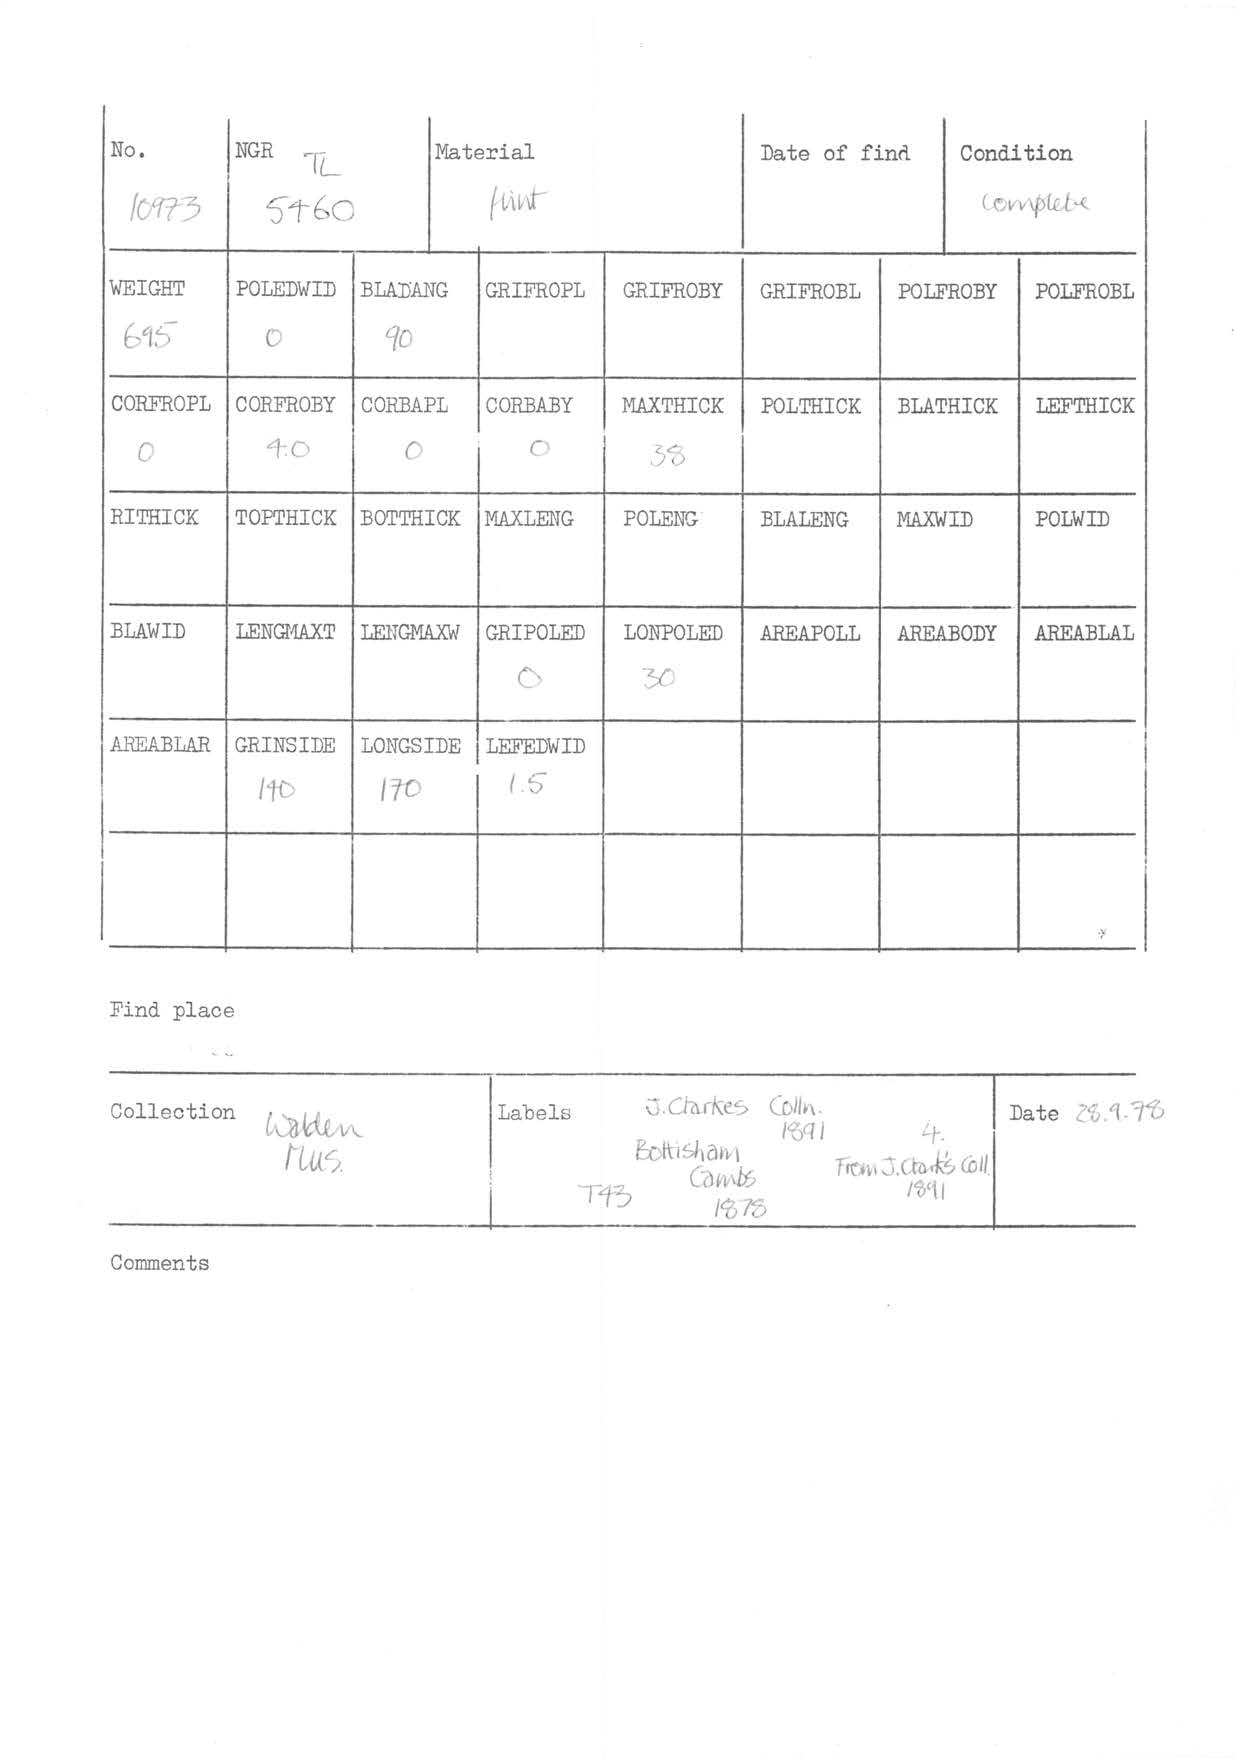 No. NGR TL Material Date of find Condition
10973 5460 flint complete
WEIGHT POLEDWID BLADANG GRIFROPL GRIFROBY GRIFROBL POLFROBY POLFROBL
695 0 90
CORFROPL CORFROBY CORBAPL CORBABY MAXTHICK POLTHICK BLATHICK LEFTHICK
0 40 0 0 38
RITHICK TOPTHICK BOTTHICK MAXLENG POLENG BLALENG MAXWID POLWID
BLAWID LENGMAXT LENGMAXW GRIPOLED LONPOLED AREAPOLL AREABODY AREABLAL
0 30
AREABLAR GRINSIDE LONGSIDE LEFEDWID
140 170 1.5
Find place
Collection Walden
Mus.
Labels J. Clarkes Colln.
1891
Bottisham
Cambs
1878
T43
4.
From J. Clark's Coll.
1891
Date 28.9.78
Comments